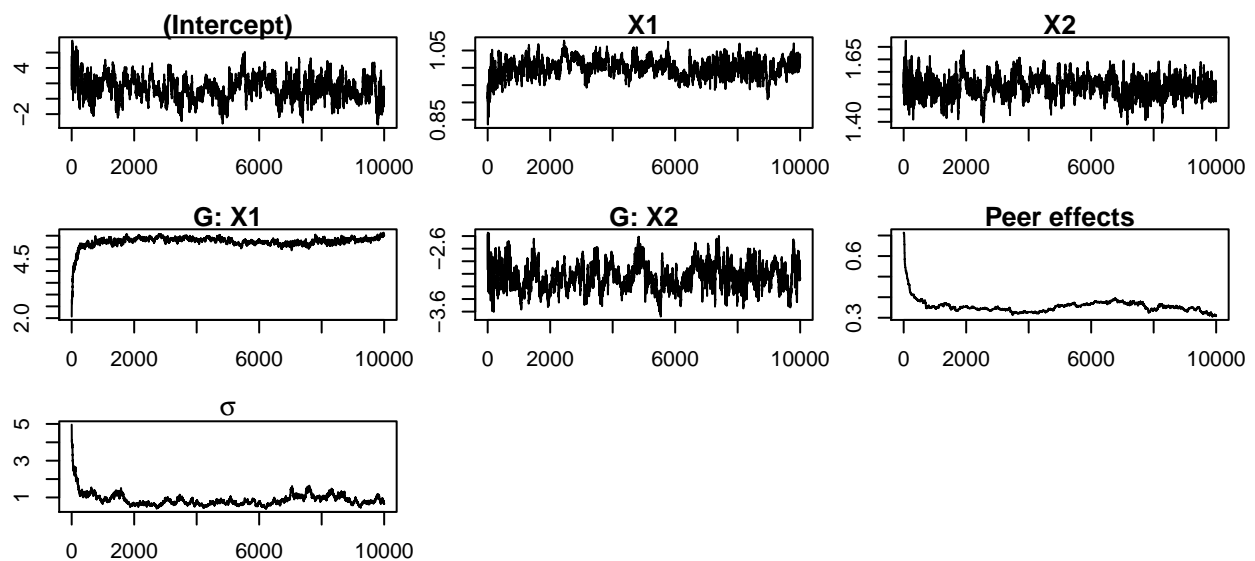 (Intercept) X1 X2
4 -2 1.05 0.85 1.65 1.40
0 2000 6000 10000 0 2000 6000 10000 0 2000 6000 10000
G: X1 G: X2 Peer effects
4.5 2.0 -2.6 -3.6 0.6 0.3
0 2000 6000 10000 0 2000 6000 10000 0 2000 6000 10000
σ
5 3 1
0 2000 6000 10000